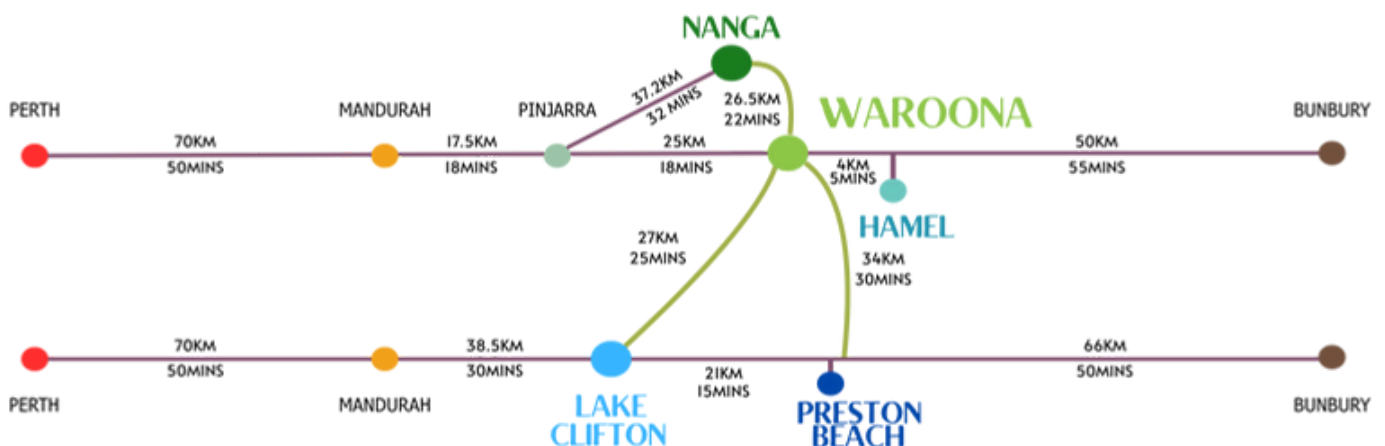 NANGA
37.2KM
32 MINS
26.5KM
22MINS
PERTH
MANDURAH
PINJARRA
WAROONA
BUNBURY
70KM
50MINS
17.5KM
18MINS
25KM
18MINS
4KM
5MINS
50KM
55MINS
HAMEL
27KM
25MINS
34KM
30MINS
70KM
50MINS
38.5KM
30MINS
21KM
15MINS
66KM
50MINS
PERTH
MANDURAH
LAKE
CLIFTON
PRESTON
BEACH
BUNBURY